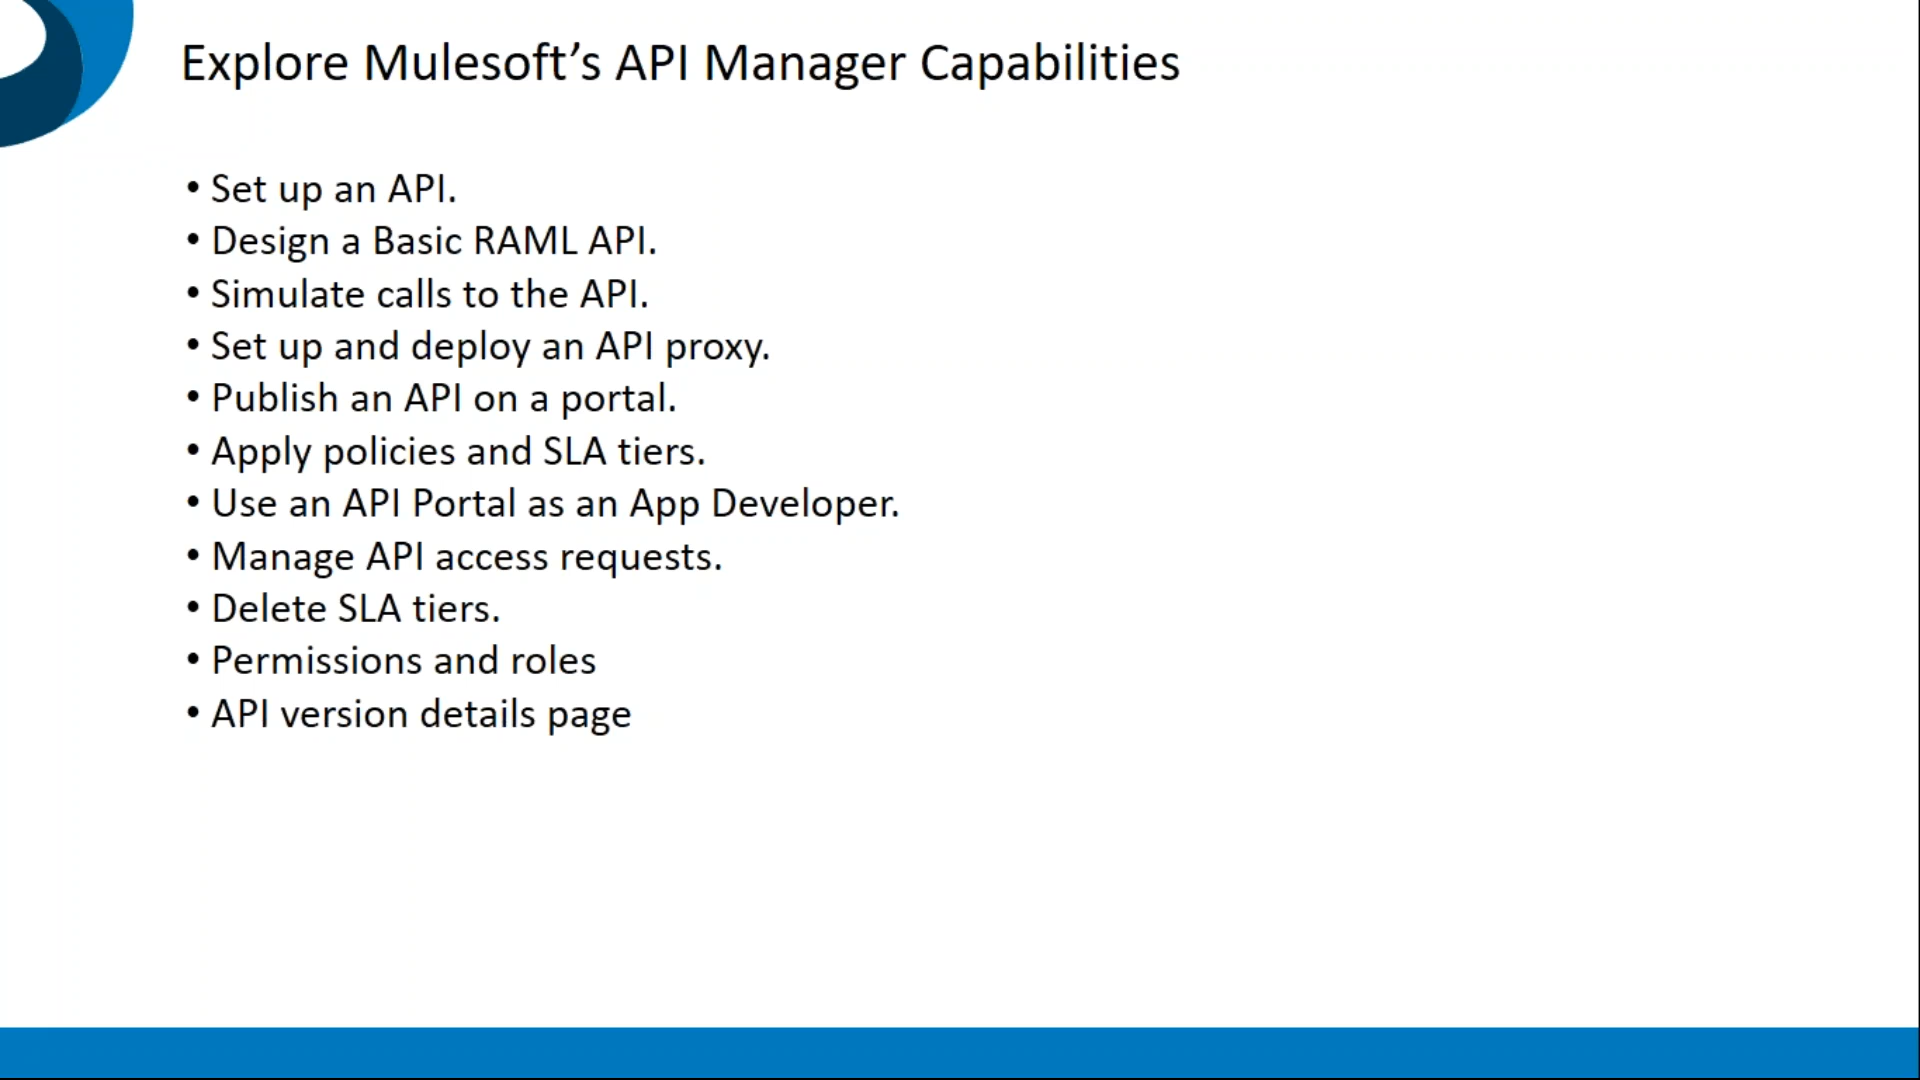 Explore Mulesoft’s API Manager Capabilities
• Set up an API.
• Design a Basic RAML API.
• Simulate calls to the API.
• Set up and deploy an API proxy.
• Publish an API on a portal.
• Apply policies and SLA tiers.
• Use an API Portal as an App Developer.
• Manage API access requests.
• Delete SLA tiers.
• Permissions and roles
• API version details page